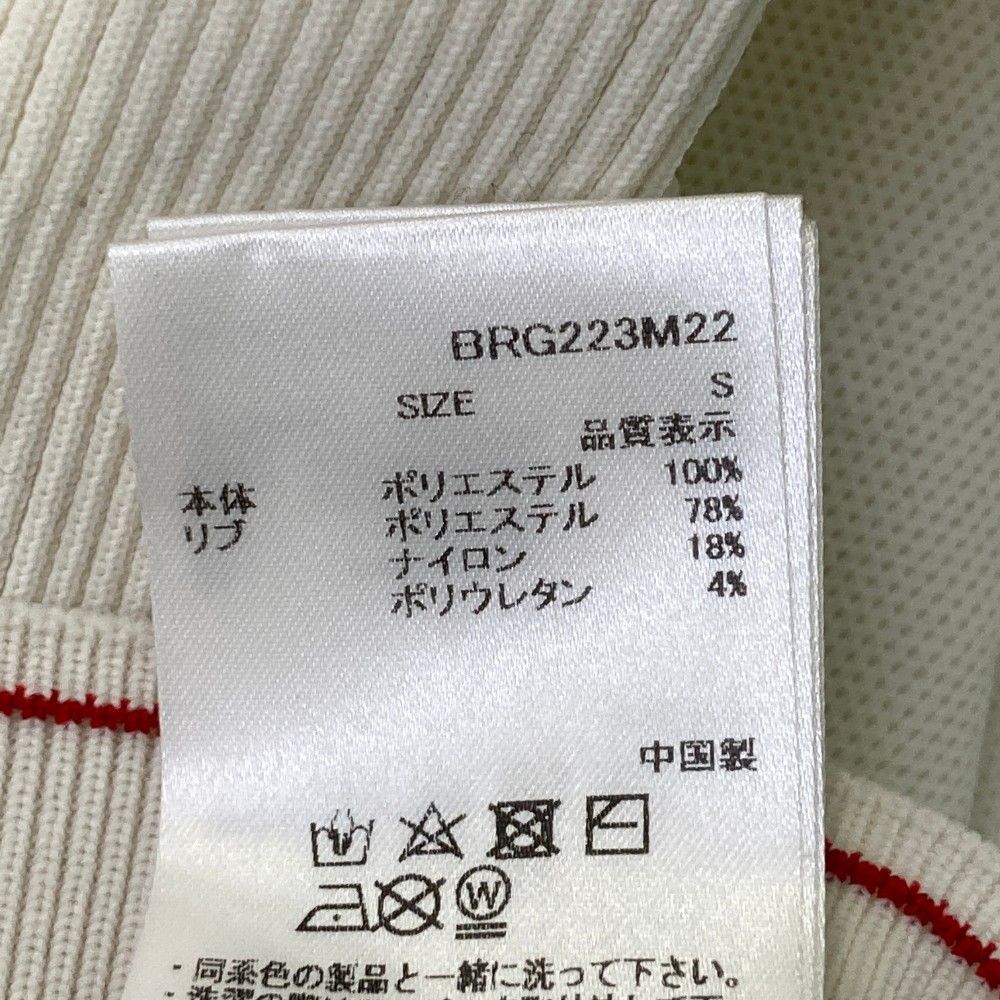 BRG223M22
SIZE S
品質表示
本体 ポリエステル 100%
リブ ポリエステル 78%
ナイロン 18%
ポリウレタン 4%
中国製
W
・同系色の製品と一緒に洗って下さい。